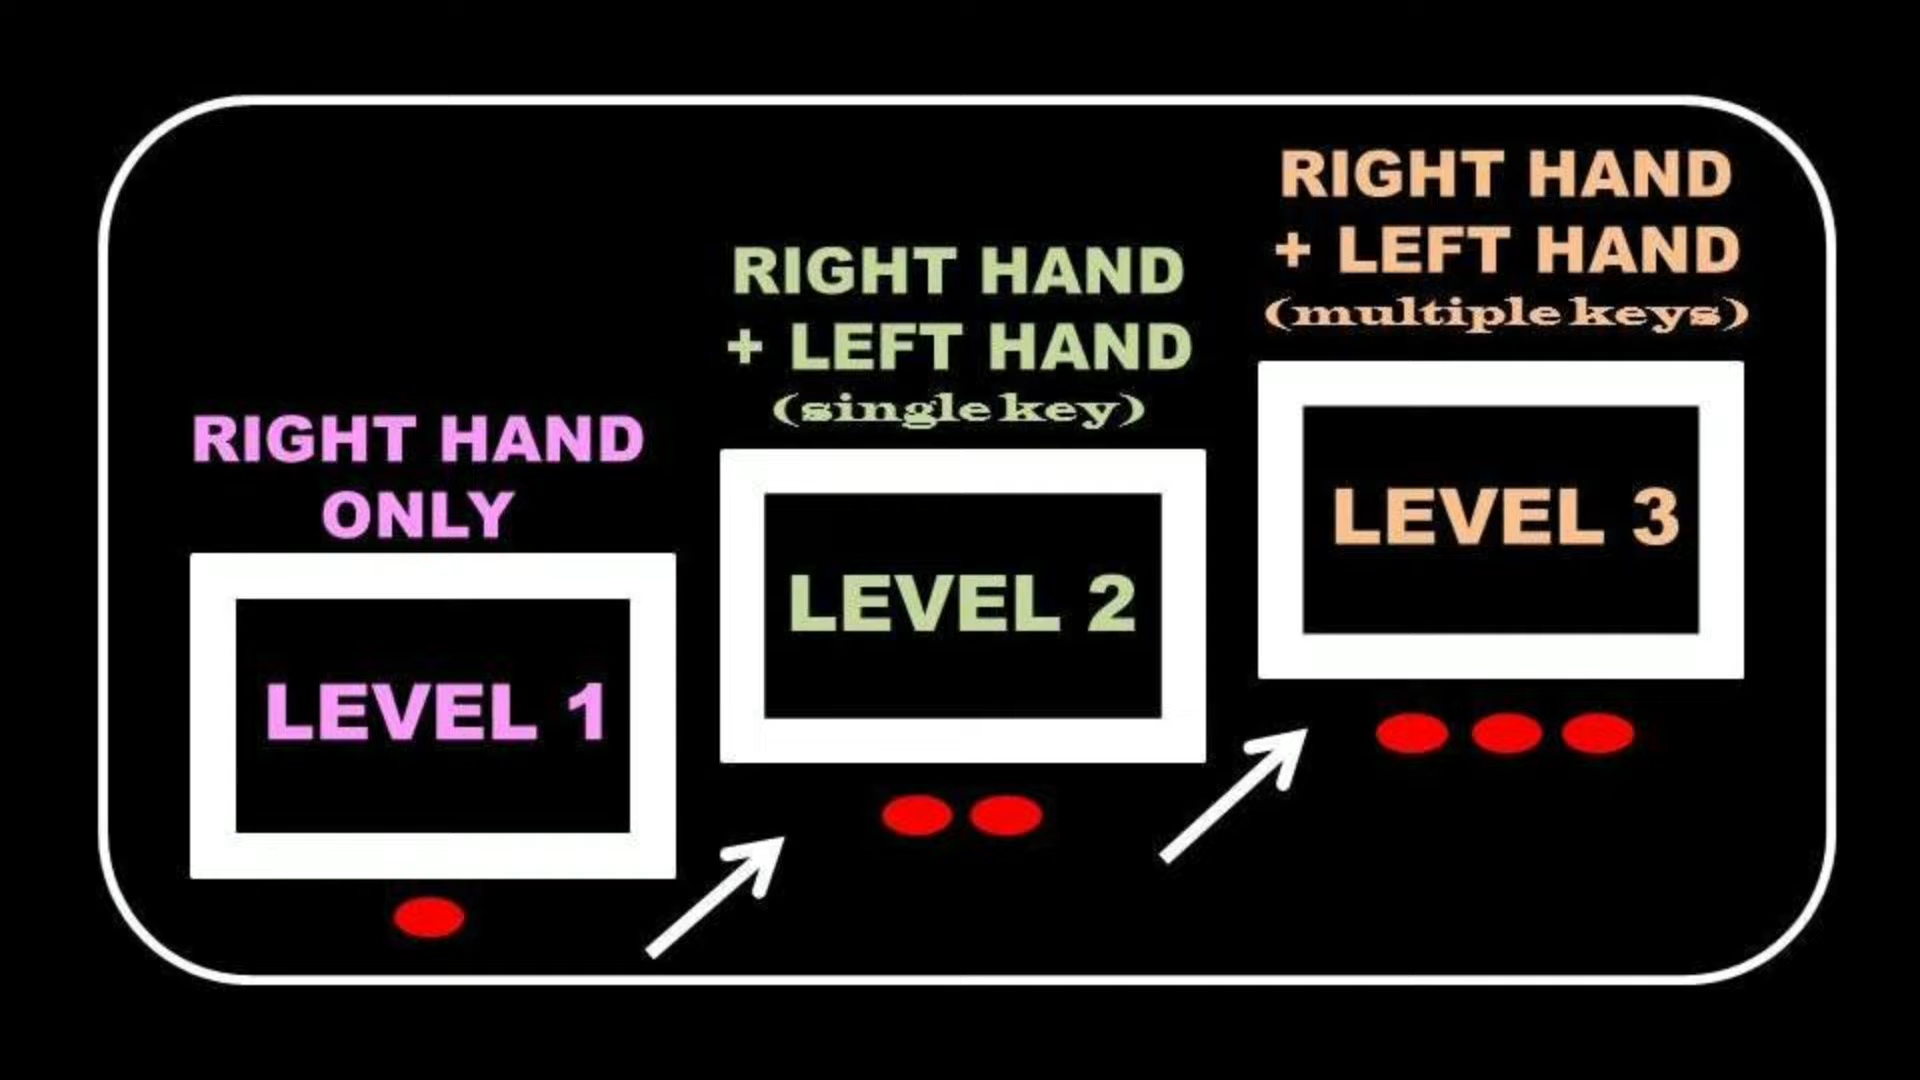 RIGHT HAND
ONLY
LEVEL 1
RIGHT HAND
+ LEFT HAND
(single key)
LEVEL 2
RIGHT HAND
+ LEFT HAND
(multiple keys)
LEVEL 3